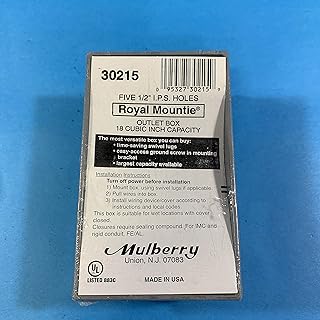 30215
0 95327 30215 9
FIVE 1/2" I.P.S. HOLES
Royal Mountie®
OUTLET BOX
18 CUBIC INCH CAPACITY
The most versatile box you can buy:
• time-saving swivel lugs
• easy-access ground screw in mounting
bracket
• largest capacity available
Installation Instructions
Turn off power before installation
1) Mount box, using swivel lugs if applicable.
2) Pull wires into box.
3) Install wiring device/cover according to
instructions and local codes.
This box is suitable for wet locations with cover
closed.
Closures require sealing compound. For IMC and
rigid conduit, FE/AL.
Mulberry
Union, N.J. 07083
UL
LISTED 883C
MADE IN USA